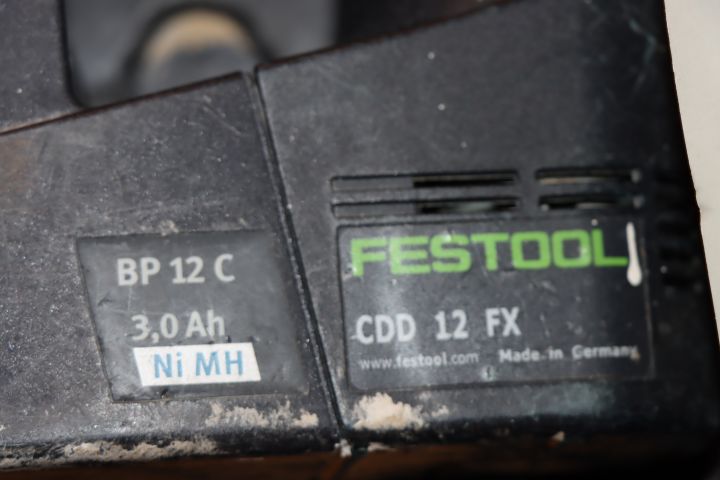 BP 12 C
3,0 Ah
Ni MH
FESTOOL
CDD 12 FX
www.festool.com Made in Germany